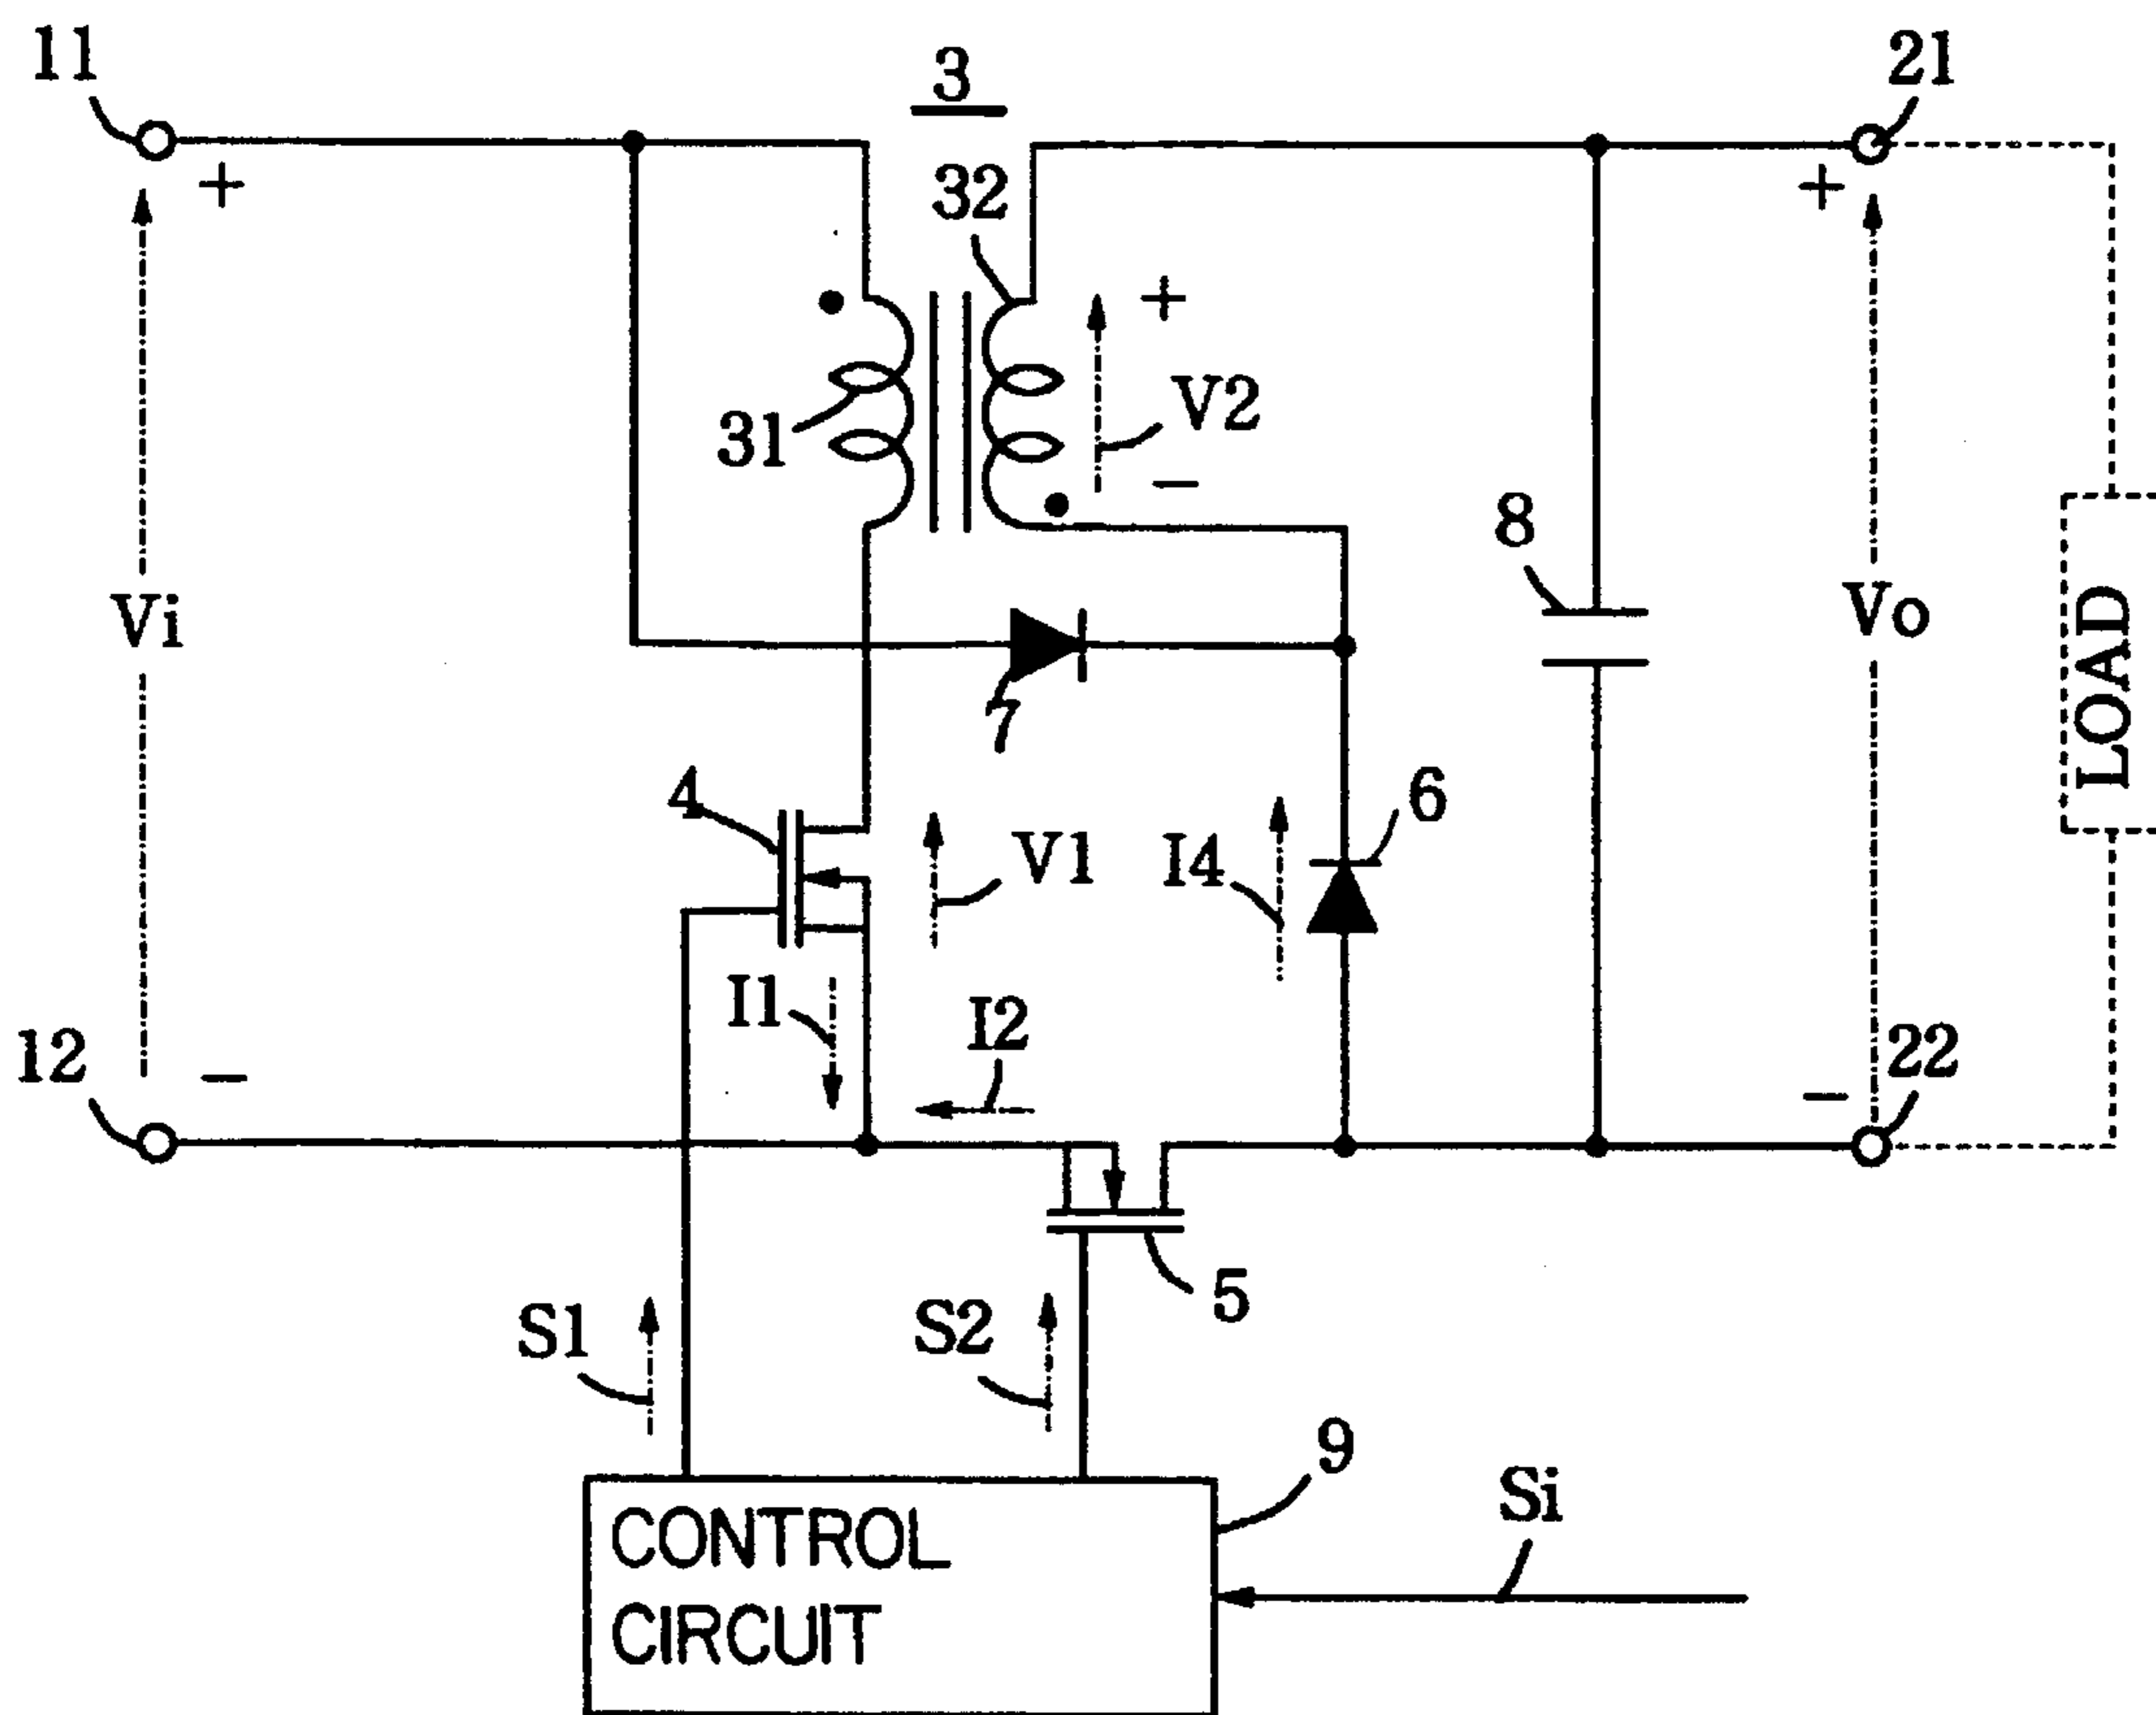 11
3
21
+
32
+
+
V2
31
−
8
Vi
Vo
LOAD
7
4
6
V1
I4
I1
I2
12
−
22
−
5
S1
S2
9
Si
CONTROL
CIRCUIT